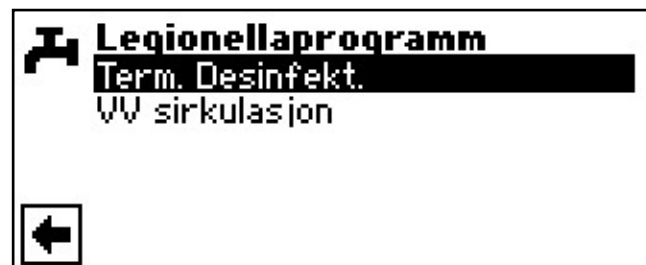 Legionellaprogramm
Term. Desinfekt.
VV sirkulasjon